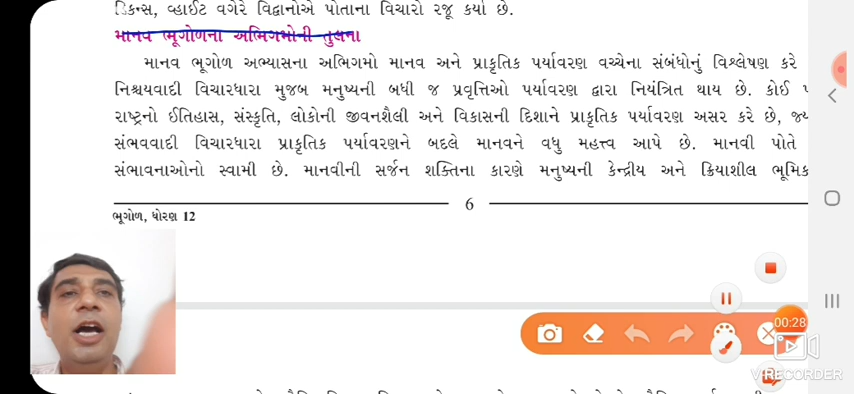 ડિકન્સ, વ્હાઈટ વગેરે વિદ્વાનોએ પોતાના વિચારો રજૂ કર્યા છે.
માનવ ભૂગોળના અભિગમોની તુલના
માનવ ભૂગોળ અભ્યાસના અભિગમો માનવ અને પ્રાકૃતિક પર્યાવરણ વચ્ચેના સંબંધોનું વિશ્લેષણ કરે
નિશ્ચયવાદી વિચારધારા મુજબ મનુષ્યની બધી જ પ્રવૃત્તિઓ પર્યાવરણ દ્વારા નિયંત્રિત થાય છે. કોઈ
રાષ્ટ્રનો ઈતિહાસ, સંસ્કૃતિ, લોકોની જીવનશૈલી અને વિકાસની દિશાને પ્રાકૃતિક પર્યાવરણ અસર કરે છે,
સંભવવાદી વિચારધારા પ્રાકૃતિક પર્યાવરણને બદલે માનવને વધુ મહત્ત્વ આપે છે. માનવી પોતે
સંભાવનાઓનો સ્વામી છે. માનવીની સર્જન શક્તિના કારણે મનુષ્યની કેન્દ્રીય અને ક્રિયાશીલ
6
ભૂગોળ, ધોરણ 12
00:28
V-RECORDER